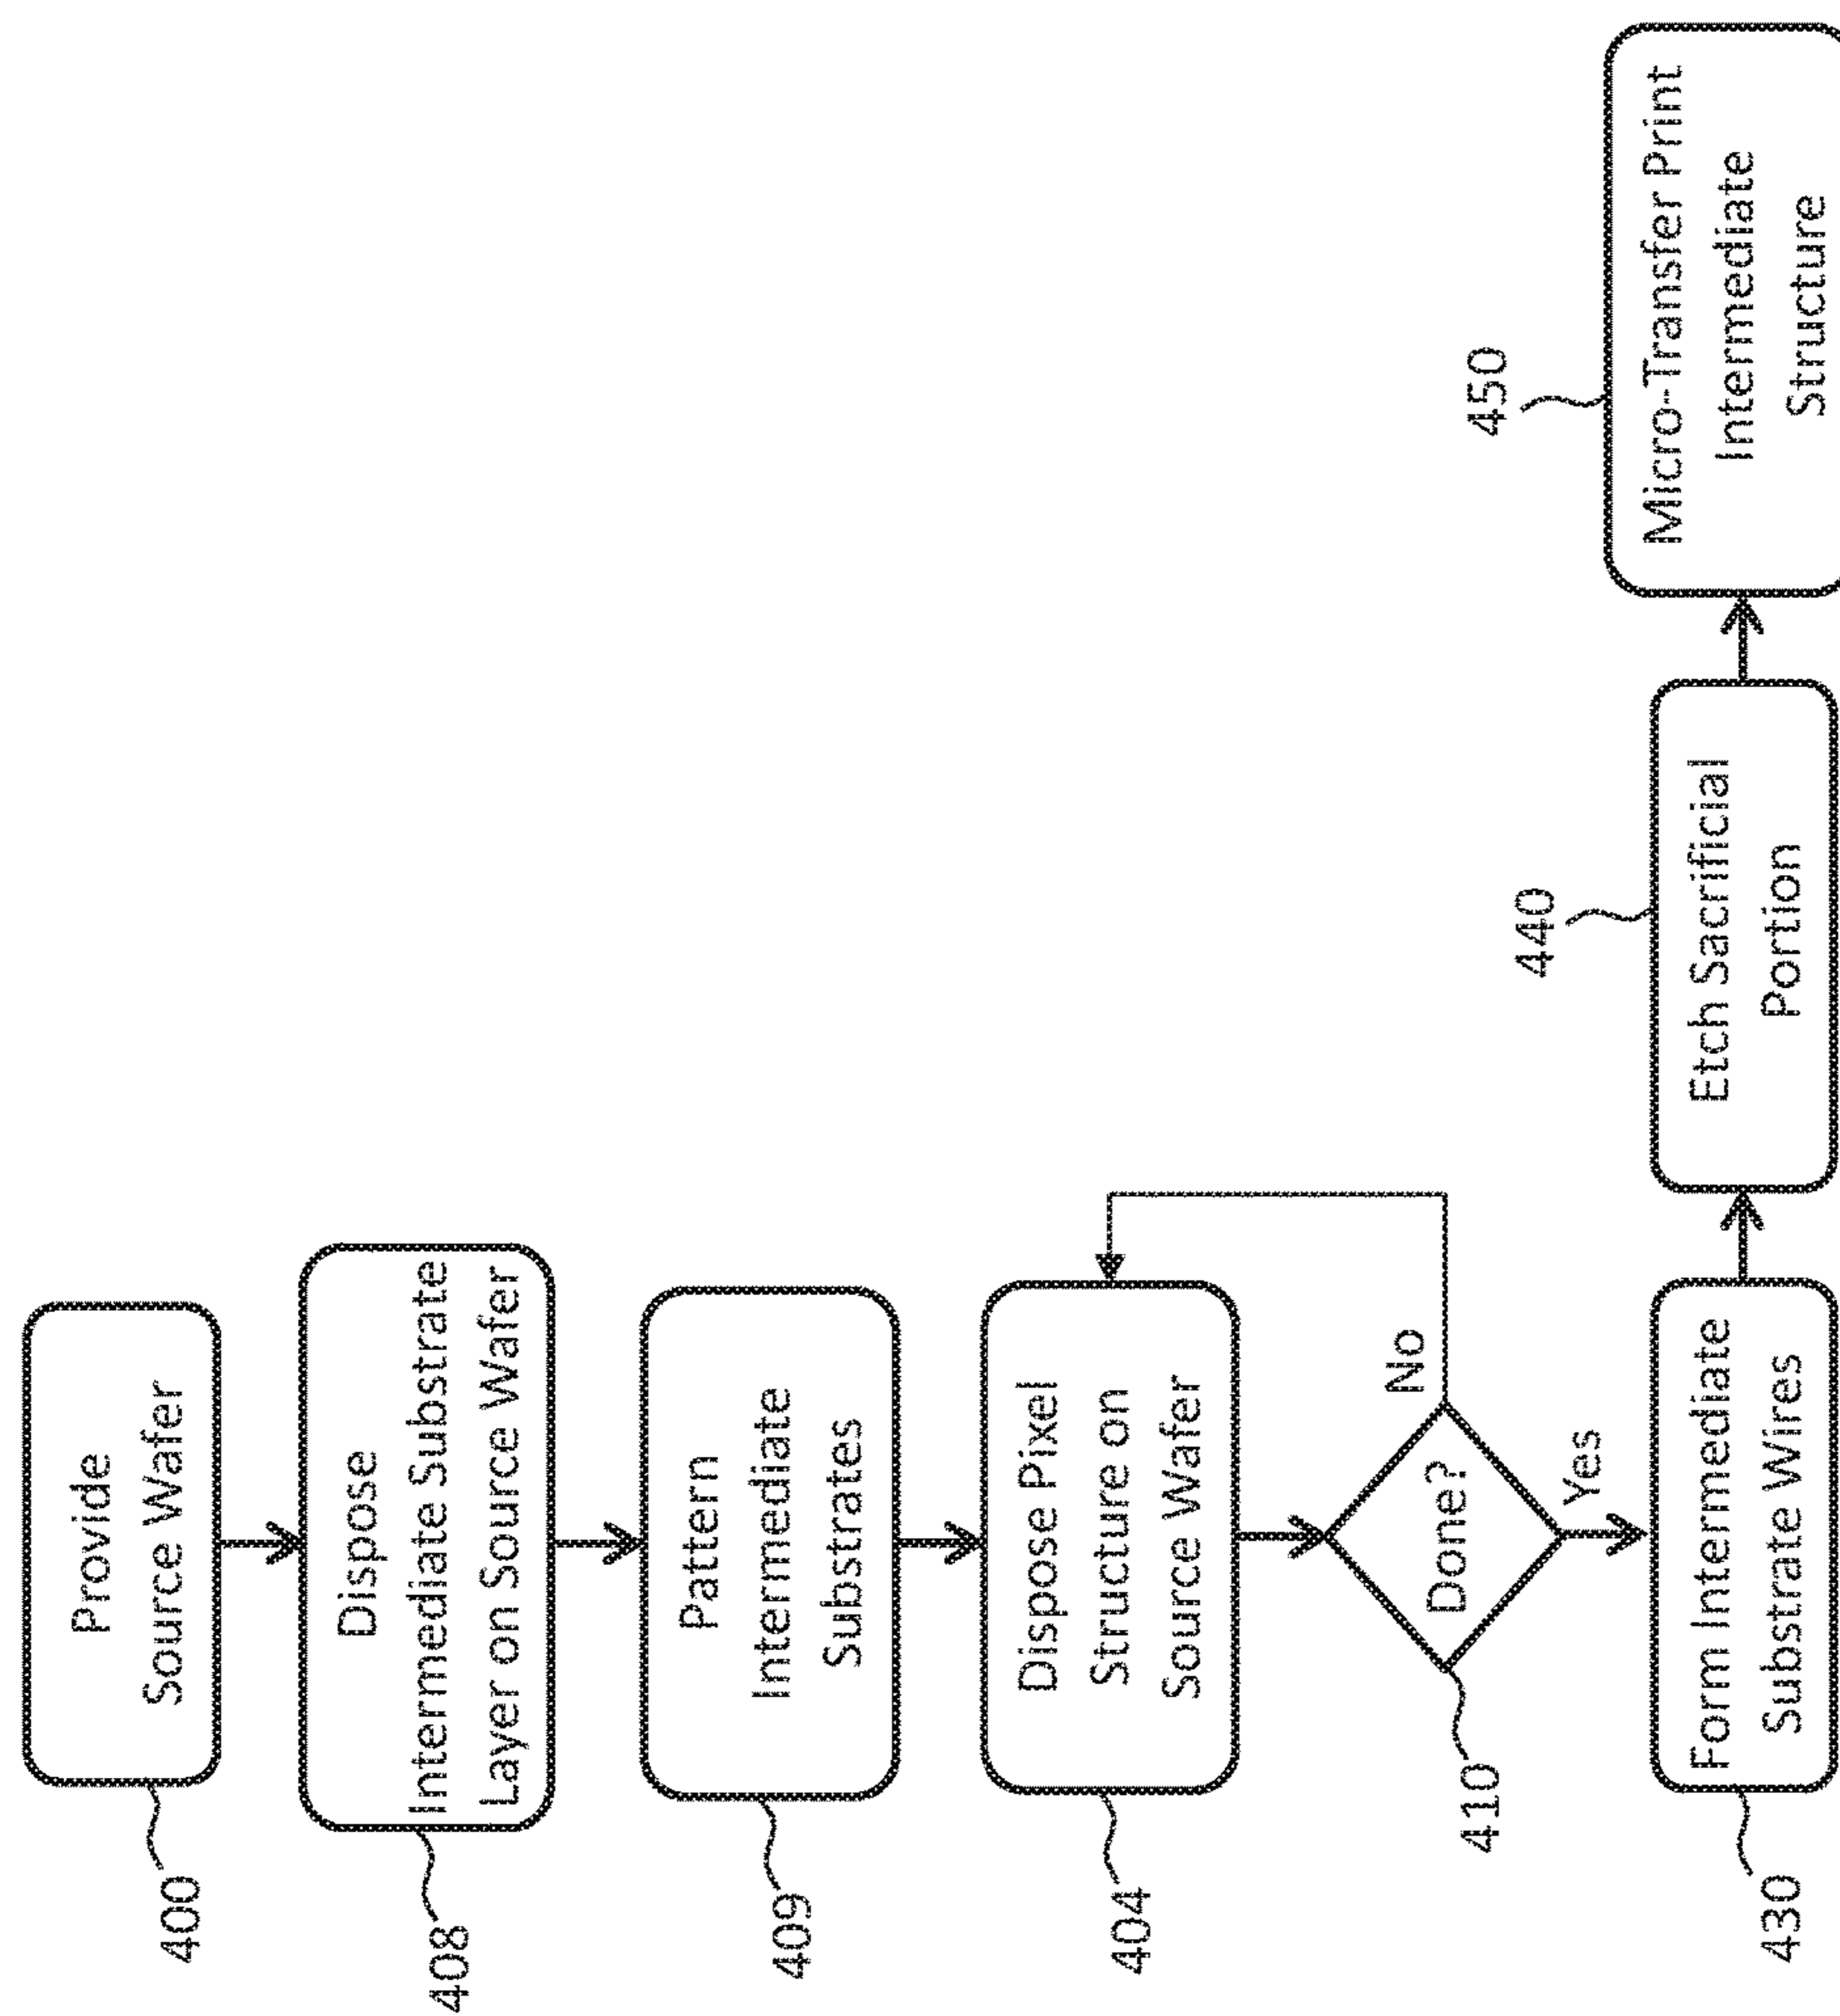 400
Provide
Source Wafer
408
Dispose
Intermediate Substrate
Layer on Source Wafer
409
Pattern
Intermediate
Substrates
404
Dispose Pixel
Structure on
Source Wafer
410
Done?
No
Yes
430
Form Intermediate
Substrate Wires
440
Etch Sacrificial
Portion
450
Micro-Transfer Print
Intermediate
Structure